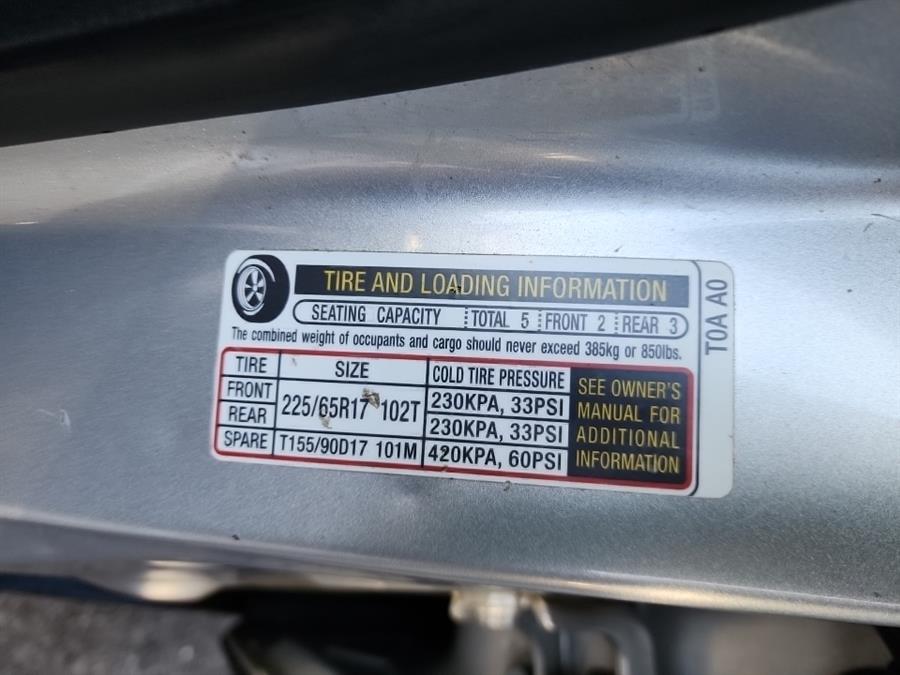 TIRE AND LOADING INFORMATION
SEATING CAPACITY TOTAL 5 FRONT 2 REAR 3
The combined weight of occupants and cargo should never exceed 385kg or 850lbs.
TIRE SIZE COLD TIRE PRESSURE
FRONT 225/65R17 102T 230KPA, 33PSI
REAR 230KPA, 33PSI
SPARE T155/90D17 101M 420KPA, 60PSI
SEE OWNER'S
MANUAL FOR
ADDITIONAL
INFORMATION
T0A A0